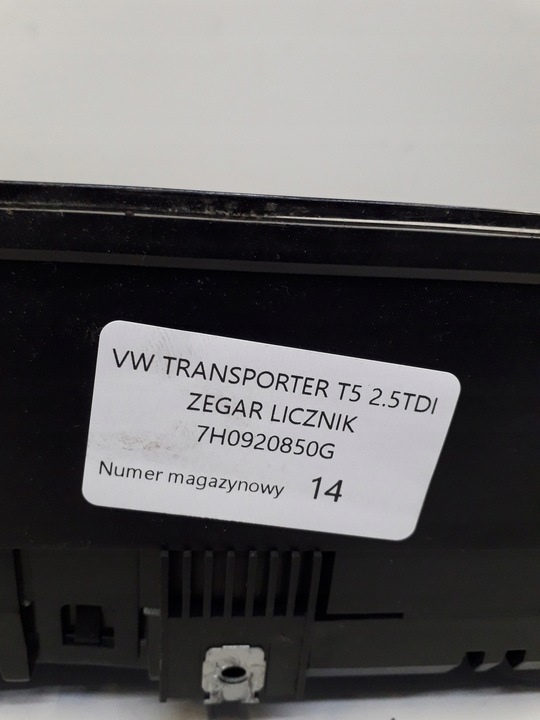 VW TRANSPORTER T5 2.5TDI
ZEGAR LICZNIK
7H0920850G
Numer magazynowy 14